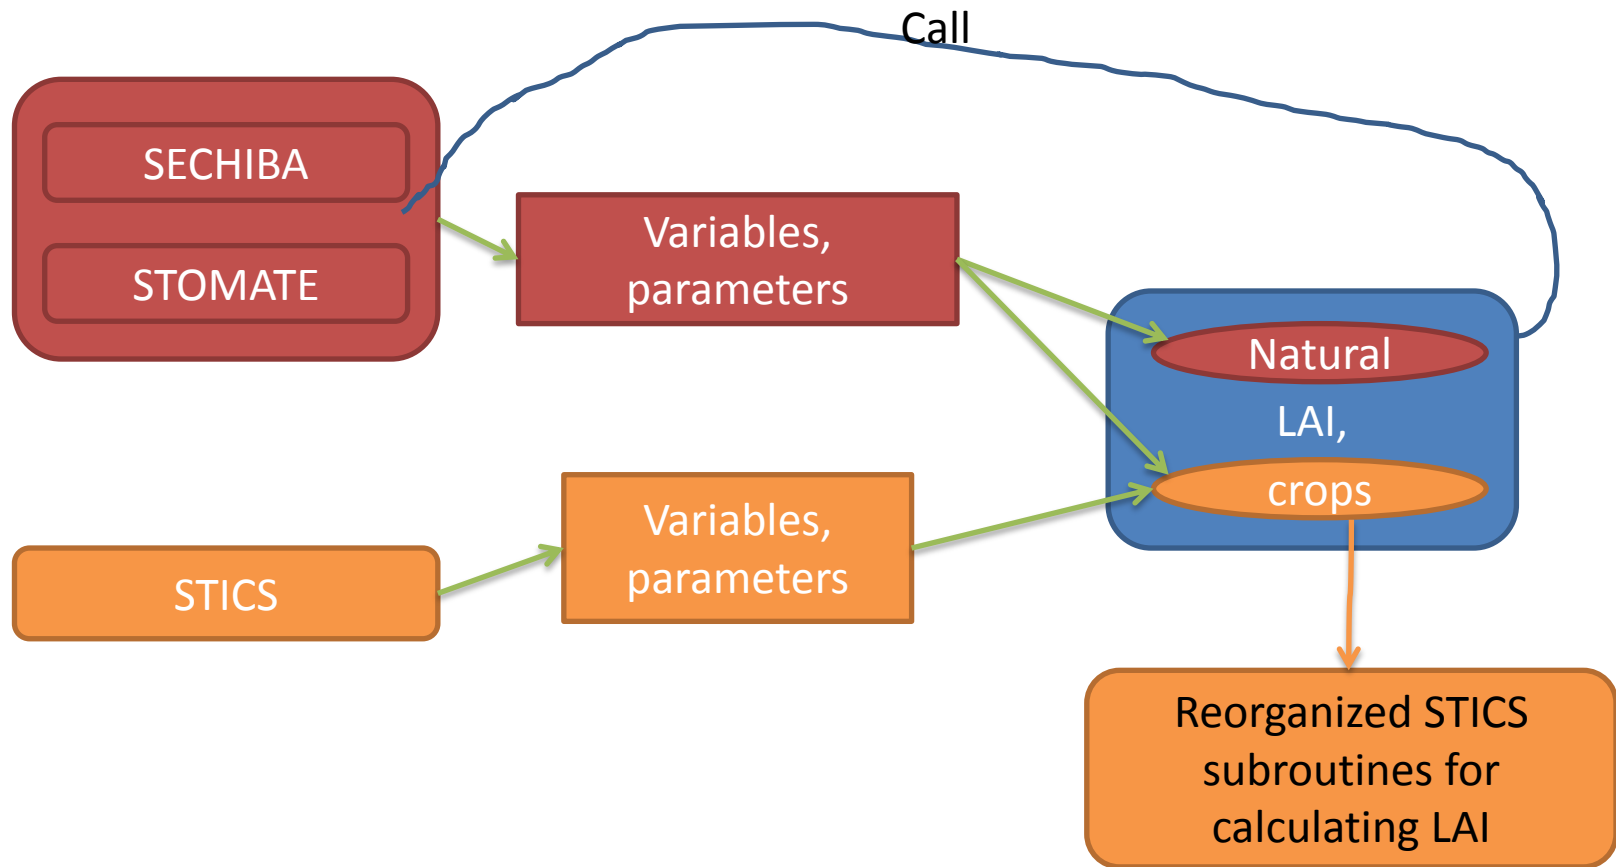 Call
SECHIBA
STOMATE
Variables,
parameters
Natural
LAI,
crops
Variables,
parameters
STICS
Reorganized STICS
subroutines for
calculating LAI